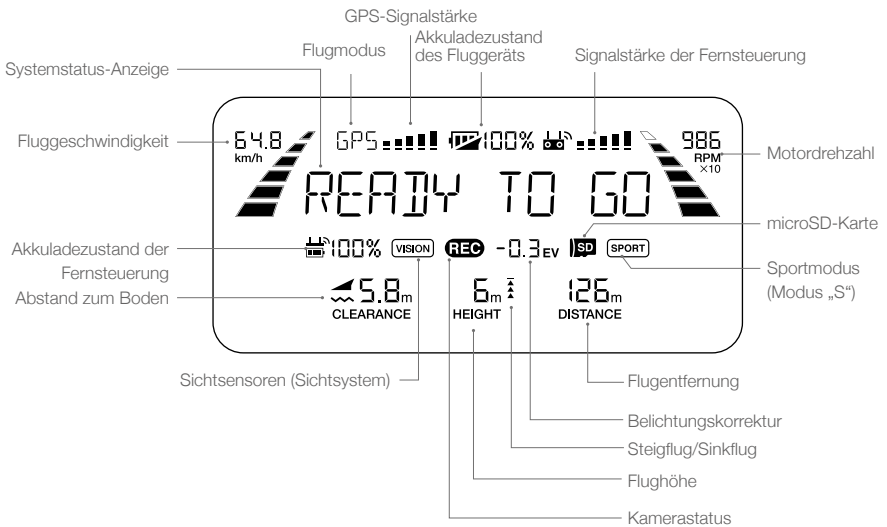 GPS-Signalstärke
Flugmodus
Akkuladezustand
des Fluggeräts
Signalstärke der Fernsteuerung
Systemstatus-Anzeige
Fluggeschwindigkeit
64.8
km/h
GPS
100%
986
RPM
×10
Motordrehzahl
READY TO GO
microSD-Karte
Akkuladezustand der
Fernsteuerung
100%
VISION
REC
-0.3 EV
SD
SPORT
Sportmodus
(Modus „S“)
Abstand zum Boden
5.8m
CLEARANCE
6m
HEIGHT
126m
DISTANCE
Sichtsensoren (Sichtsystem)
Flugentfernung
Belichtungskorrektur
Steigflug/Sinkflug
Flughöhe
Kamerastatus